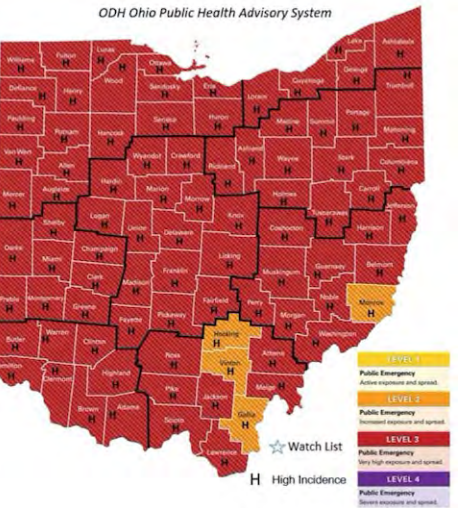 ODH Ohio Public Health Advisory System
Lake
Ashtabula
Williams
Fulton
Lucas
Ottawa
Wood
Geauga
Cuyahoga
Trumbull
Defiance
Henry
Sandusky
Erie
Lorain
Paulding
Putnam
Hancock
Seneca
Huron
Medina
Summit
Portage
Mahoning
Van Wert
Allen
Wyandot
Crawford
Richland
Ashland
Wayne
Stark
Columbiana
Mercer
Auglaize
Hardin
Marion
Morrow
Holmes
Carroll
Jefferson
Shelby
Logan
Union
Delaware
Knox
Coshocton
Tuscarawas
Harrison
Darke
Miami
Champaign
Clark
Madison
Franklin
Licking
Muskingum
Guernsey
Belmont
Preble
Montgomery
Greene
Fayette
Pickaway
Fairfield
Perry
Morgan
Noble
Monroe
Butler
Warren
Clinton
Ross
Hocking
Athens
Washington
Clermont
Highland
Vinton
Pike
Jackson
Meigs
Brown
Adams
Scioto
Gallia
Lawrence
LEVEL 1
Public Emergency
Active exposure and spread.
LEVEL 2
Public Emergency
Increased exposure and spread.
LEVEL 3
Public Emergency
Very high exposure and spread.
LEVEL 4
Public Emergency
Severe exposure and spread.
Watch List
H High Incidence